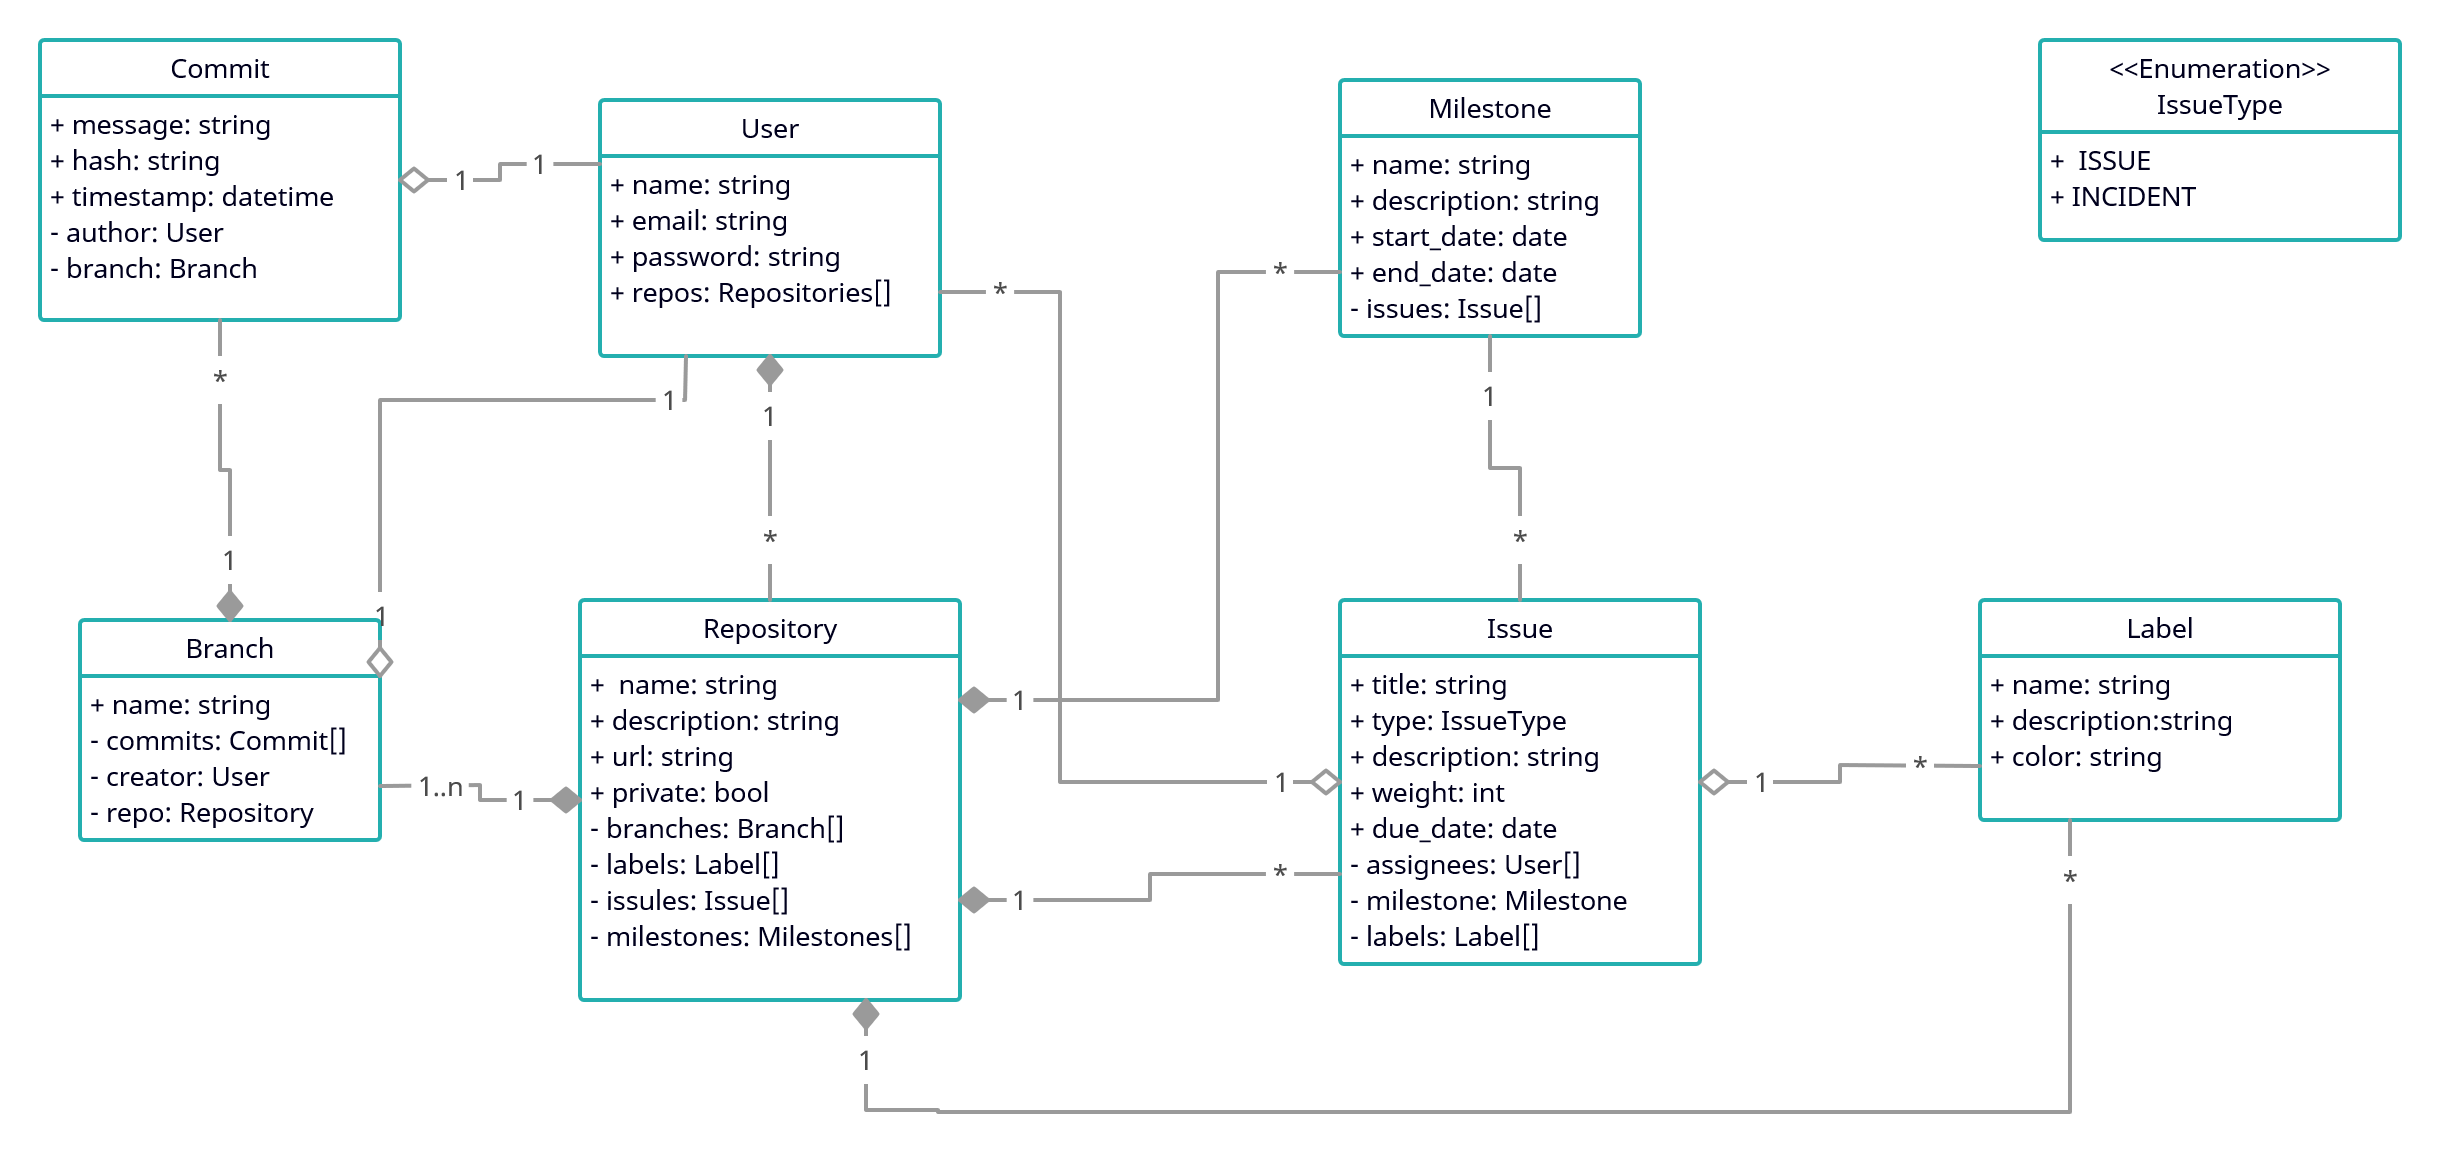 Commit
+ message: string
+ hash: string
+ timestamp: datetime
- author: User
- branch: Branch
1
1
User
+ name: string
+ email: string
+ password: string
+ repos: Repositories[]
Milestone
+ name: string
+ description: string
+ start_date: date
+ end_date: date
- issues: Issue[]
<<Enumeration>>
IssueType
+  ISSUE
+ INCIDENT
*
*
*
1
1
1
*
*
1
1
Branch
+ name: string
- commits: Commit[]
- creator: User
- repo: Repository
1..n
1
Repository
+  name: string
+ description: string
+ url: string
+ private: bool
- branches: Branch[]
- labels: Label[]
- issules: Issue[]
- milestones: Milestones[]
1
1
1
*
Issue
+ title: string
+ type: IssueType
+ description: string
+ weight: int
+ due_date: date
- assignees: User[]
- milestone: Milestone
- labels: Label[]
1
*
Label
+ name: string
+ description:string
+ color: string
*
1